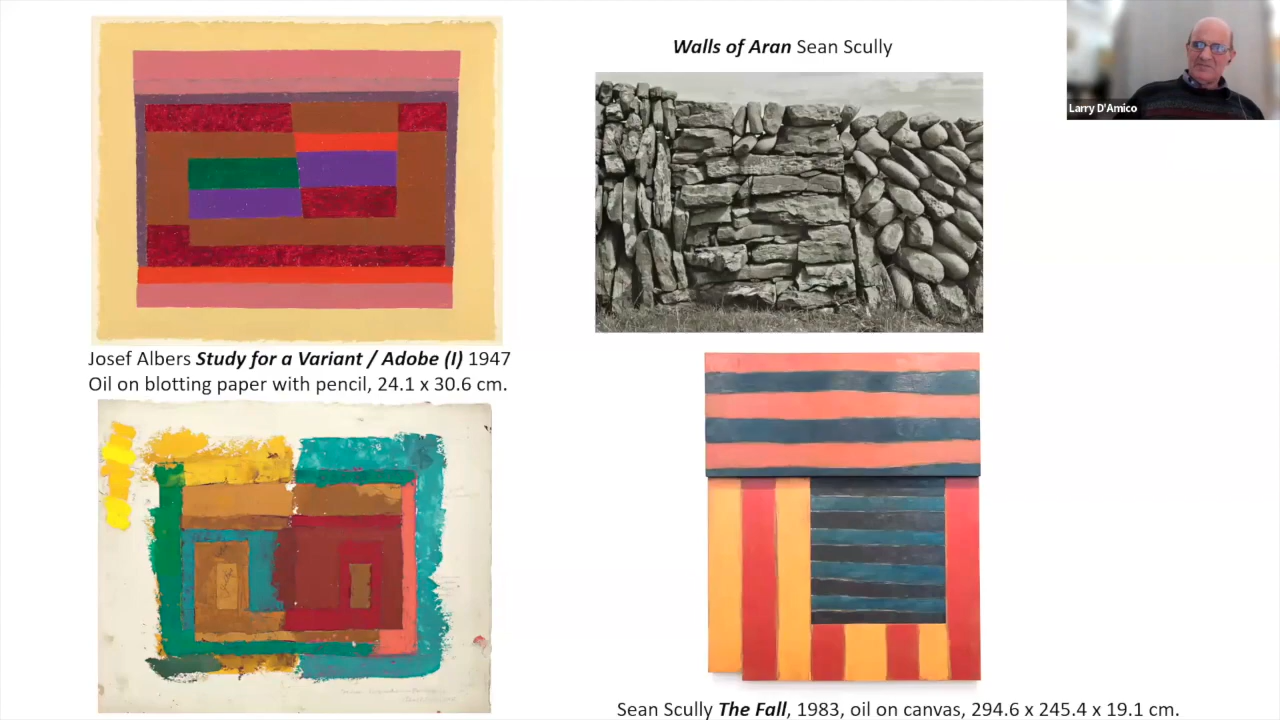 Walls of Aran Sean Scully
Larry D'Amico
Josef Albers Study for a Variant / Adobe (I) 1947
Oil on blotting paper with pencil, 24.1 x 30.6 cm.
Sean Scully The Fall, 1983, oil on canvas, 294.6 x 245.4 x 19.1 cm.